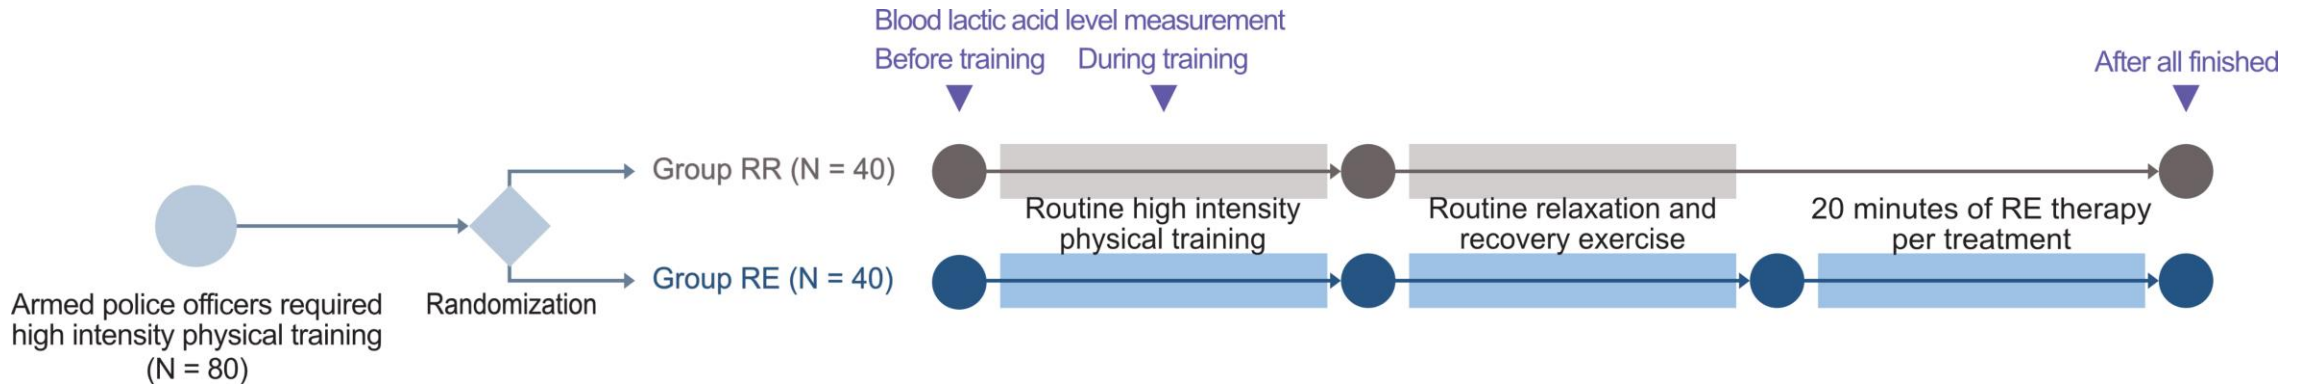 Blood lactic acid level measurement
Before training
During training
After all finished
Group RR (N = 40)
Routine high intensity
physical training
Routine relaxation and
recovery exercise
20 minutes of RE therapy
per treatment
Group RE (N = 40)
Armed police officers required
high intensity physical training
(N = 80)
Randomization